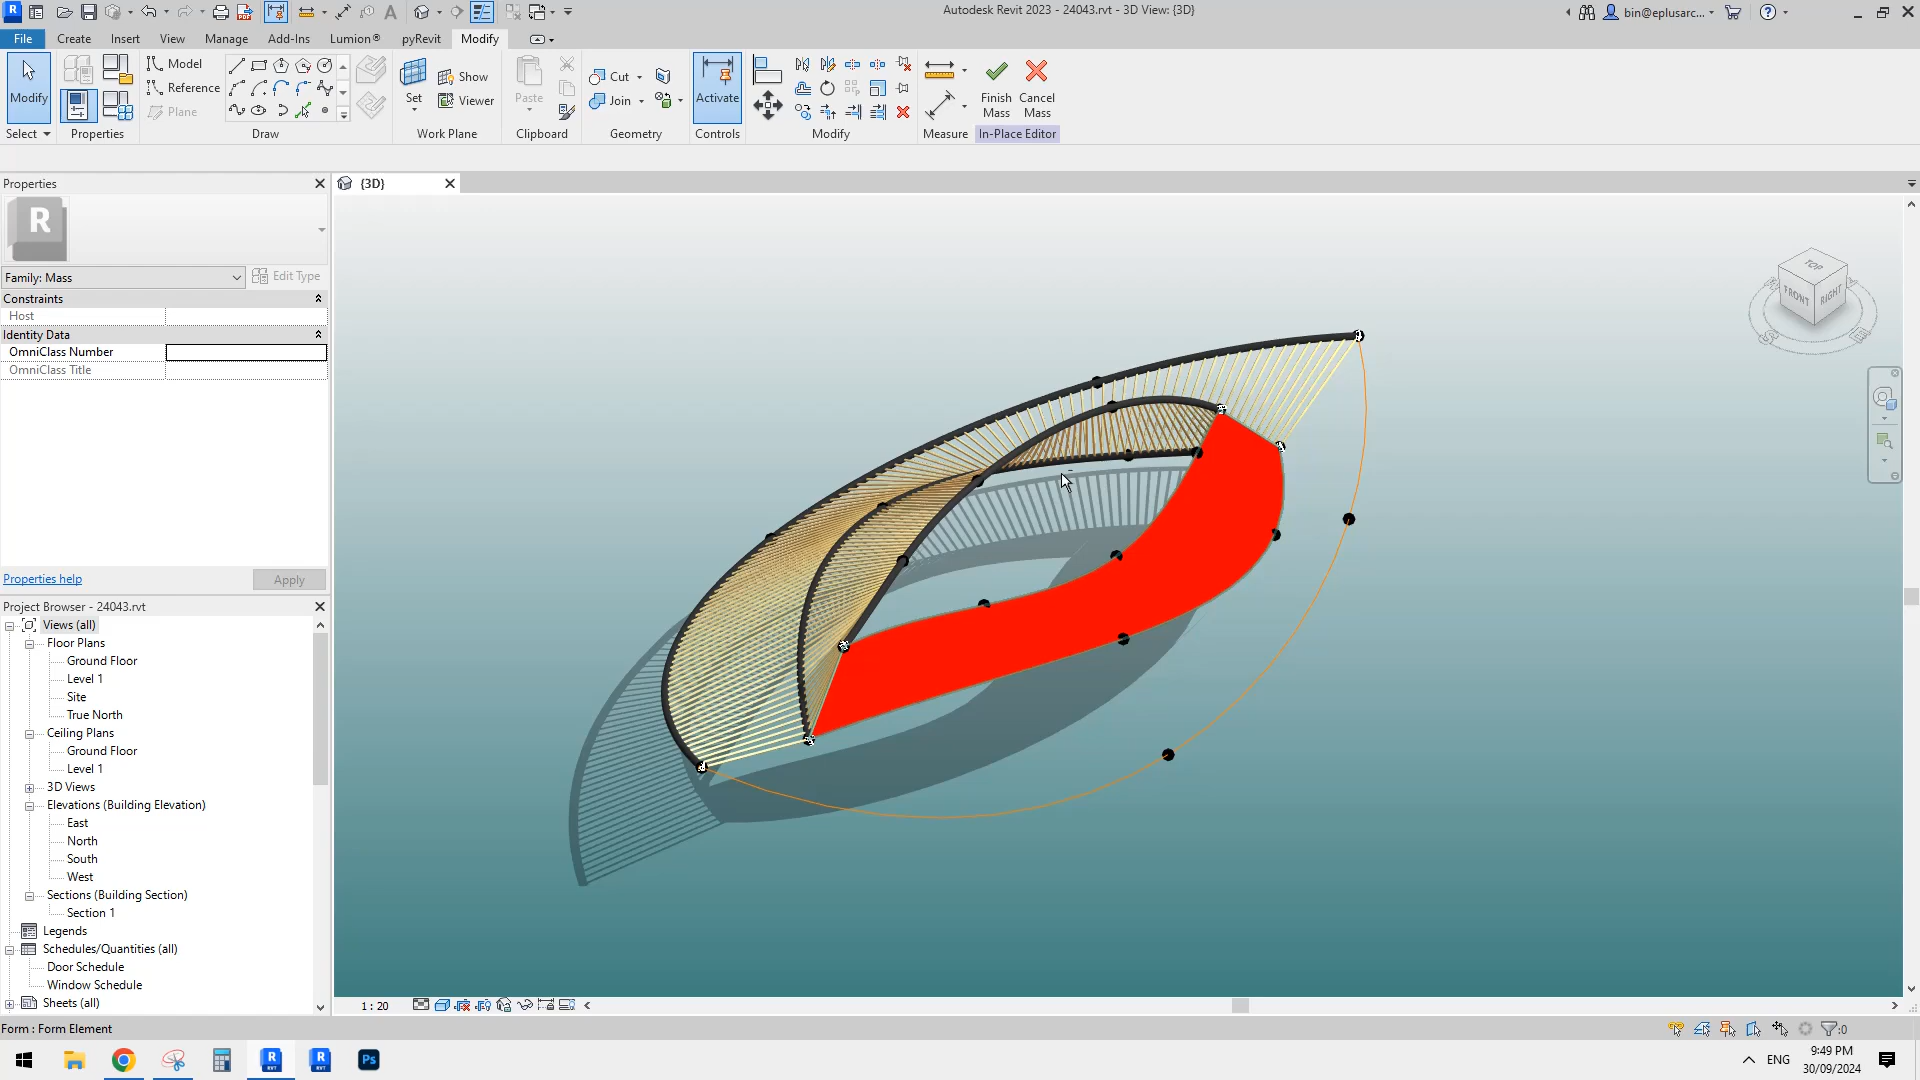 Autodesk Revit 2023 - 24043.rvt - 3D View: {3D}
bin@eplusarc...
File
Create
Insert
View
Manage
Add-Ins
Lumion®
pyRevit
Modify
Modify
Model
Reference
Plane
Set
Show
Viewer
Paste
Cut
Join
Activate
Finish
Mass
Cancel
Mass
Select
Properties
Draw
Work Plane
Clipboard
Geometry
Controls
Modify
Measure
In-Place Editor
Properties
{3D}
R
Family: Mass
Edit Type
Constraints
Host
Identity Data
OmniClass Number
OmniClass Title
Properties help
Apply
TOP
FRONT
RIGHT
Project Browser - 24043.rvt
Views (all)
Floor Plans
Ground Floor
Level 1
Site
True North
Ceiling Plans
Ground Floor
Level 1
3D Views
Elevations (Building Elevation)
East
North
South
West
Sections (Building Section)
Section 1
Legends
Schedules/Quantities (all)
Door Schedule
Window Schedule
Sheets (all)
1 : 20
Form : Form Element
:0
Ps
ENG
9:49 PM
30/09/2024